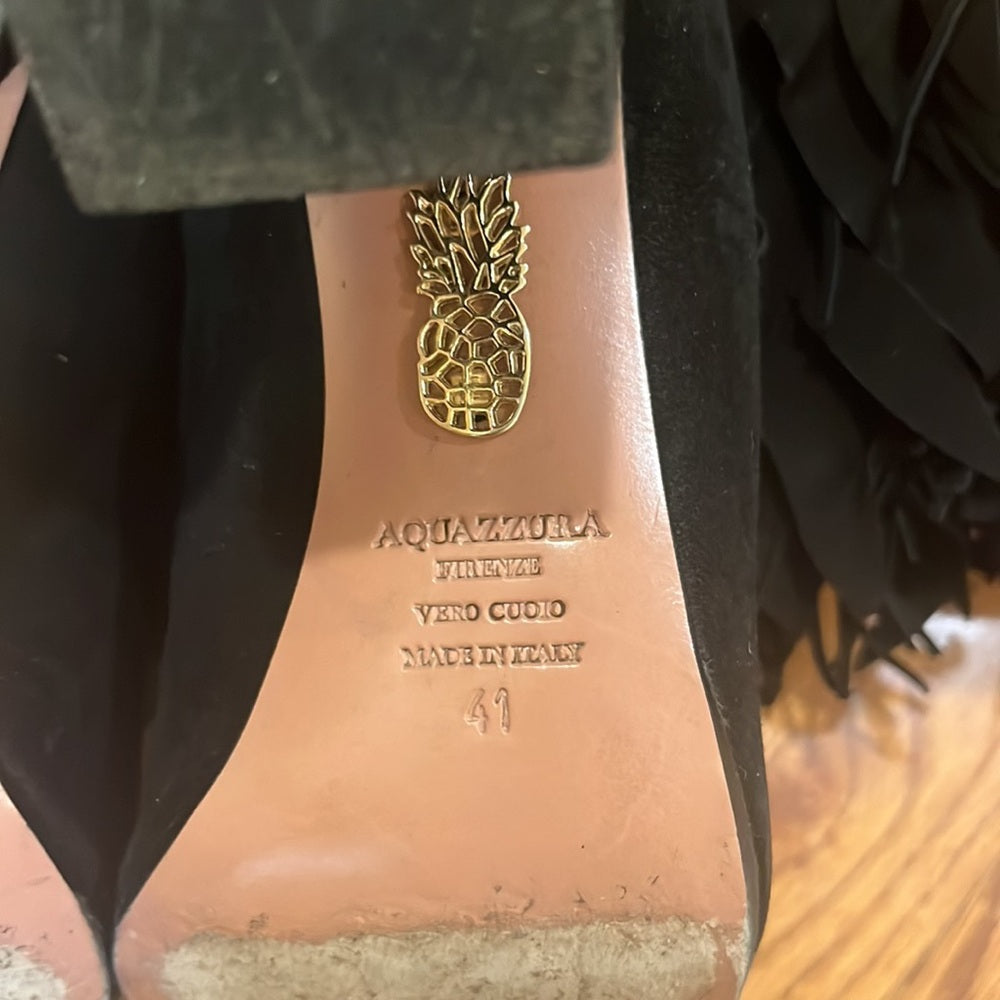 AQUAZZURA
FIRENZE
VERO CUOIO
MADE IN ITALY
41